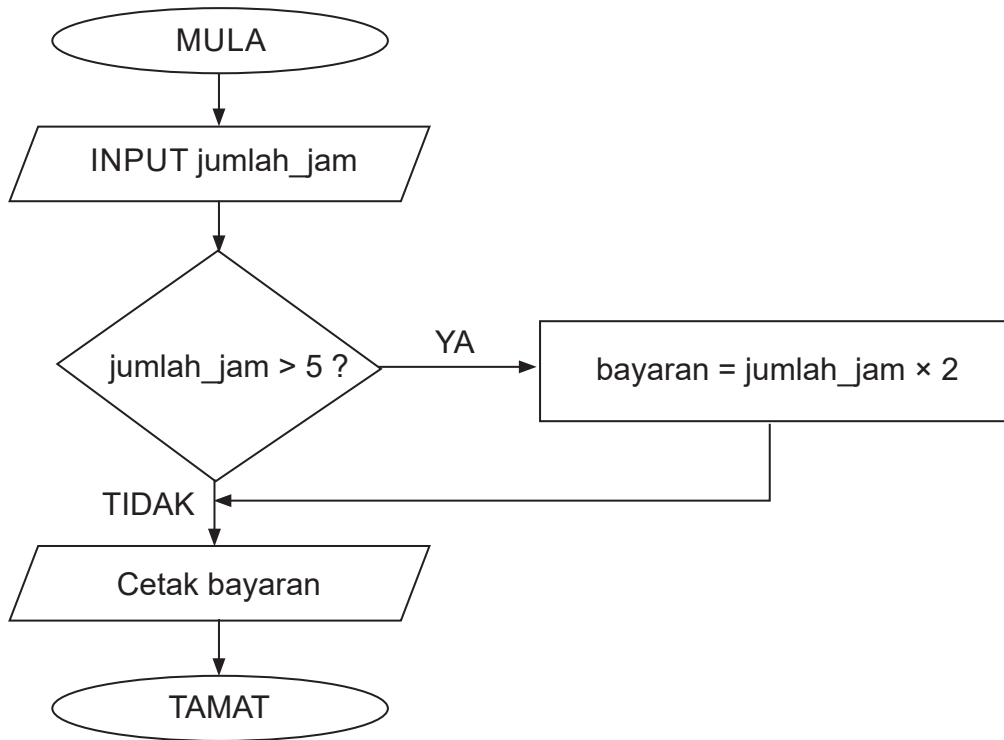 MULA
INPUT jumlah_jam
jumlah_jam > 5 ?
YA
bayaran = jumlah_jam × 2
TIDAK
Cetak bayaran
TAMAT